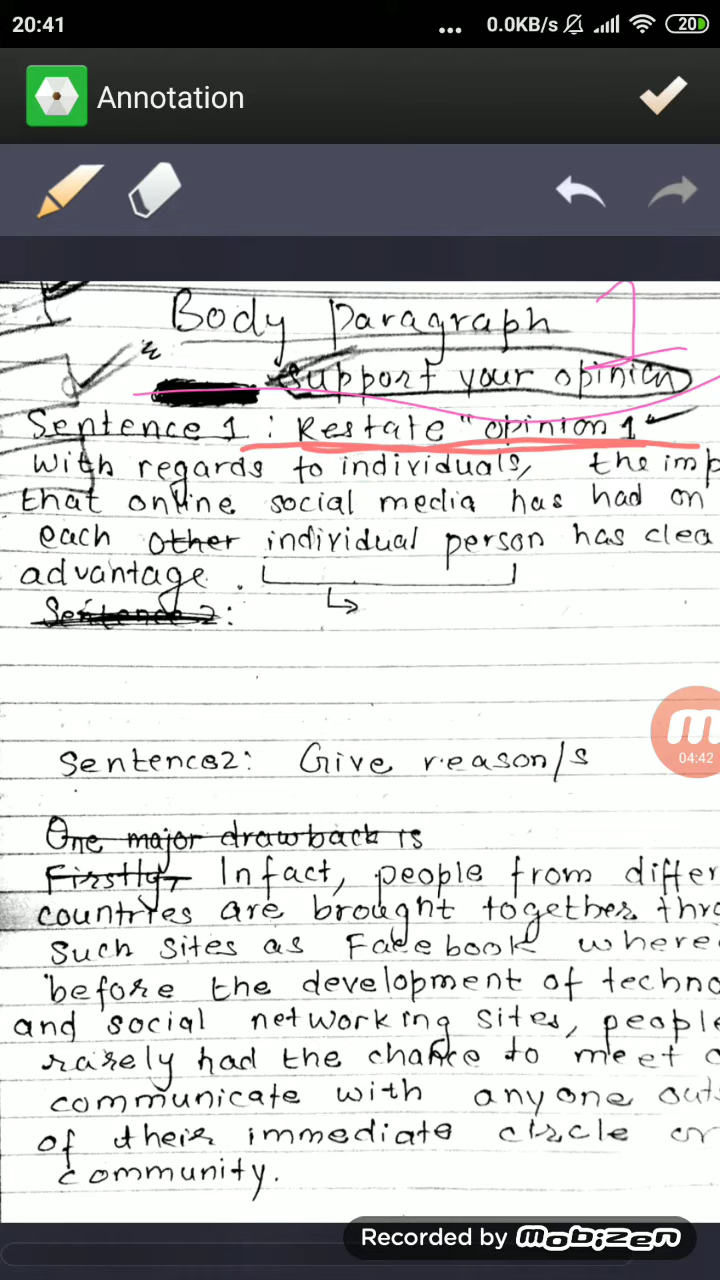 20:41 ... 0.0KB/s 20
Annotation
Body Paragraph 1
Support your opinion
Sentence 1 : Restate "opinion 1"
with regards to individuals, the imp
that online social media has had on
each other individual person has clea
advantage.
Sentence 2:
04:42
Sentence2: Give reason/s
One major drawback is
Firstly, Infact, people from differ
countries are brought together thro
such sites as Facebook where
before the development of techno
and social networking sites, people
rarely had the chance to meet o
communicate with anyone outs
of their immediate circle or
community.
Recorded by mobizen